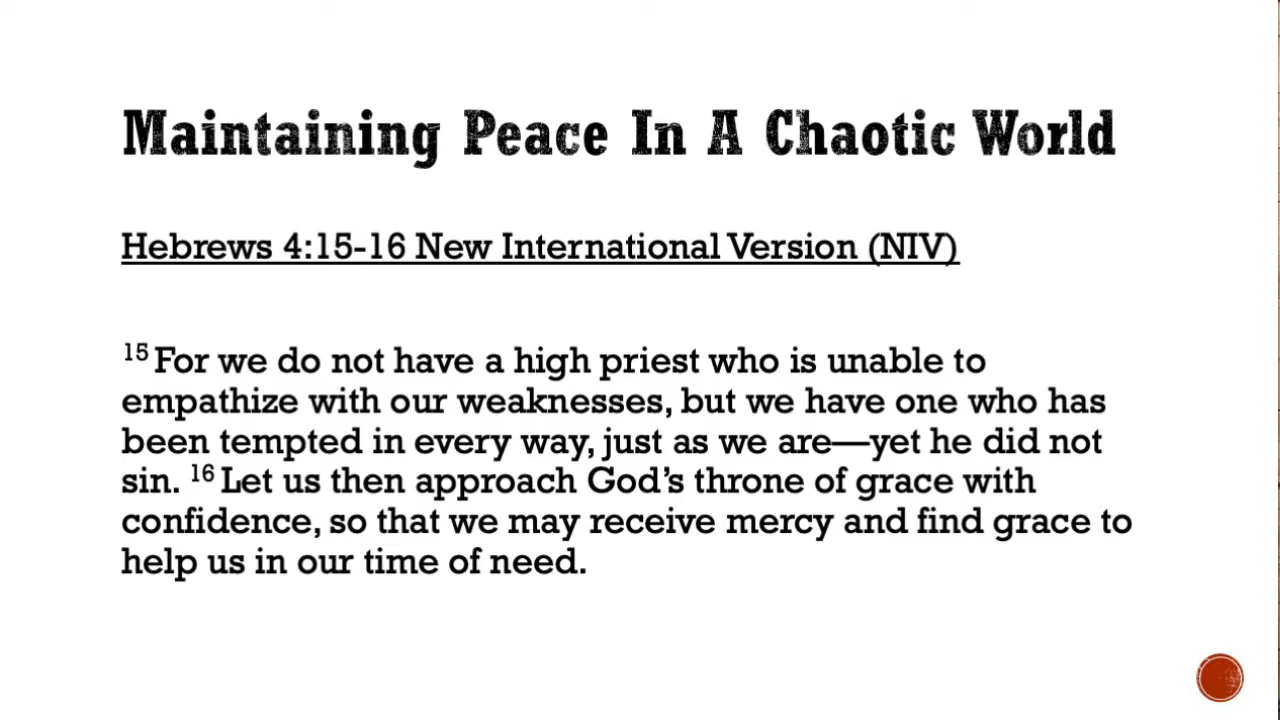 Maintaining Peace In A Chaotic World
Hebrews 4:15-16 New International Version (NIV)
15 For we do not have a high priest who is unable to
empathize with our weaknesses, but we have one who has
been tempted in every way, just as we are—yet he did not
sin. 16 Let us then approach God’s throne of grace with
confidence, so that we may receive mercy and find grace to
help us in our time of need.